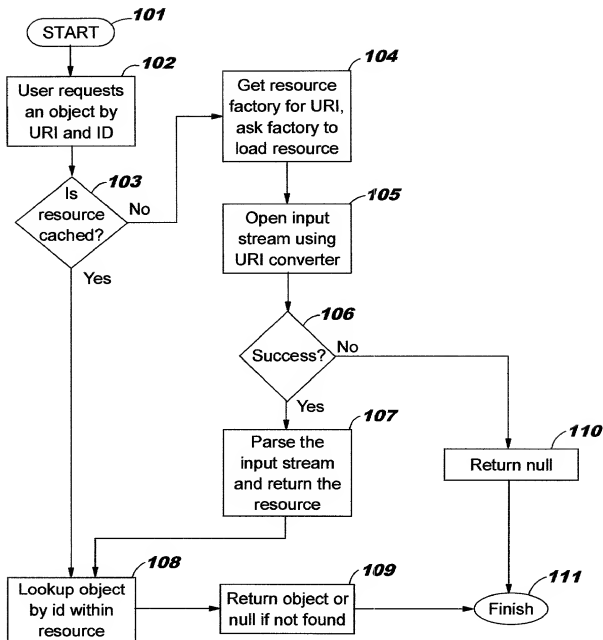 101
START
102
User requests
an object by
URI and ID
103
Is
resource
cached?
No
Yes
104
Get resource
factory for URI,
ask factory to
load resource
105
Open input
stream using
URI converter
106
Success?
No
Yes
107
Parse the
input stream
and return the
resource
110
Return null
108
Lookup object
by id within
resource
109
Return object or
null if not found
111
Finish